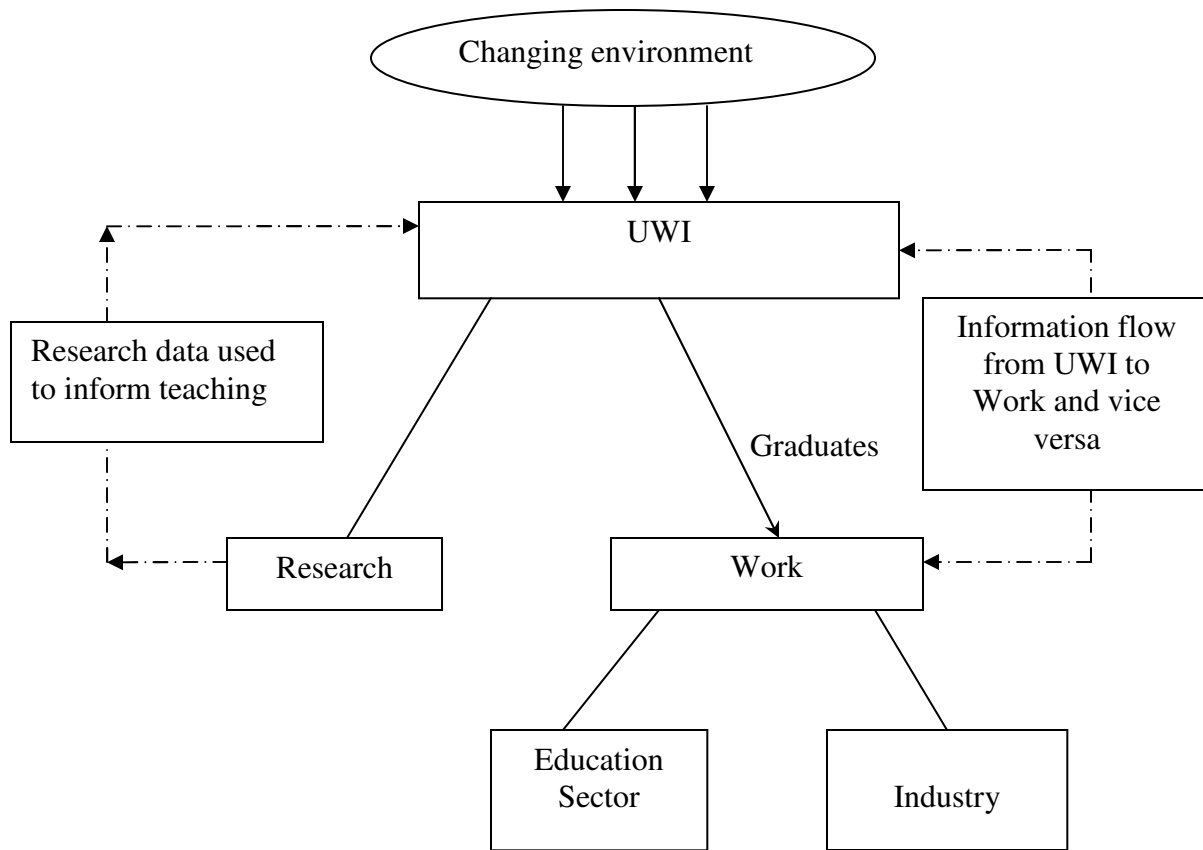 Changing environment
UWI
Research data used
to inform teaching
Information flow
from UWI to
Work and vice
versa
Graduates
Research
Work
Education
Sector
Industry